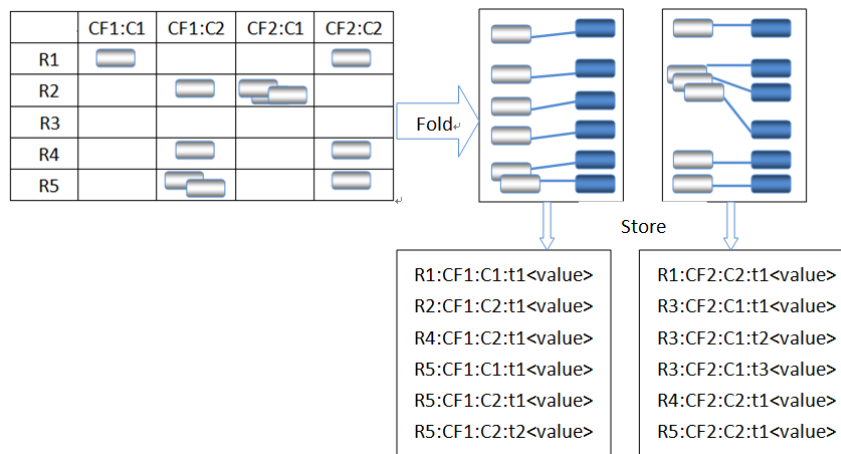 CF1:C1 CF1:C2 CF2:C1 CF2:C2
R1
R2
R3
R4
R5
Fold
Store
R1:CF1:C1:t1<value>
R2:CF1:C2:t1<value>
R4:CF1:C2:t1<value>
R5:CF1:C1:t1<value>
R5:CF1:C2:t1<value>
R5:CF1:C2:t2<value>
R1:CF2:C2:t1<value>
R3:CF2:C1:t1<value>
R3:CF2:C1:t2<value>
R3:CF2:C1:t3<value>
R4:CF2:C2:t1<value>
R5:CF2:C2:t1<value>